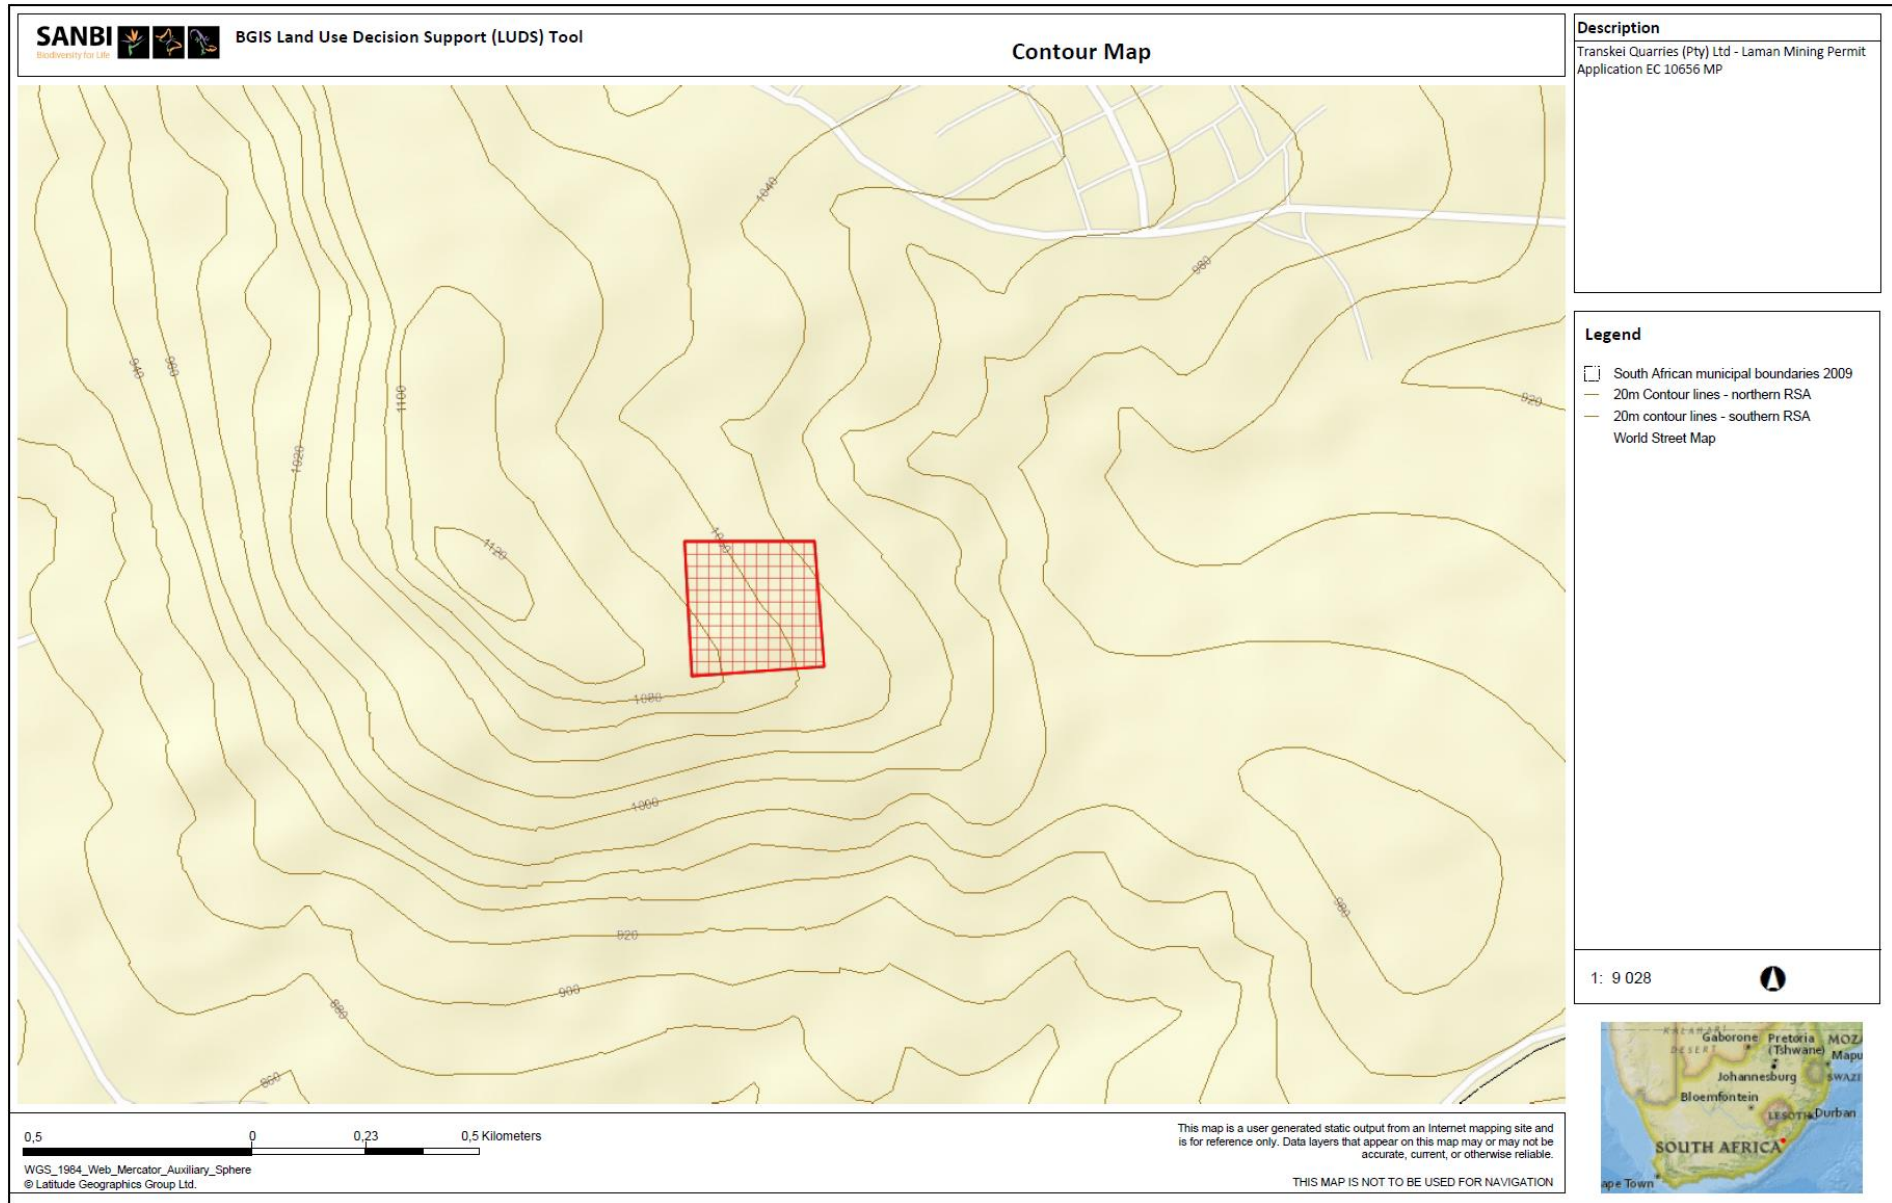 SANBI
Biodiversity for Life
BGIS Land Use Decision Support (LUDS) Tool
Contour Map
Description
Transkei Quarries (Pty) Ltd - Laman Mining Permit
Application EC 10656 MP
1040
980
940
1100
920
1020
1120
1080
1000
980
920
900
880
860
Legend
South African municipal boundaries 2009
20m Contour lines - northern RSA
20m contour lines - southern RSA
World Street Map
1: 9 028
KALAHARI
DESERT
Gaborone
Pretoria
(Tshwane)
MOZ
Mapu
Johannesburg
SWAZI
Bloemfontein
LESOTH
Durban
SOUTH AFRICA
ape Town
0,5
0
0,23
0,5 Kilometers
WGS_1984_Web_Mercator_Auxiliary_Sphere
© Latitude Geographics Group Ltd.
This map is a user generated static output from an Internet mapping site and
is for reference only. Data layers that appear on this map may or may not be
accurate, current, or otherwise reliable.
THIS MAP IS NOT TO BE USED FOR NAVIGATION